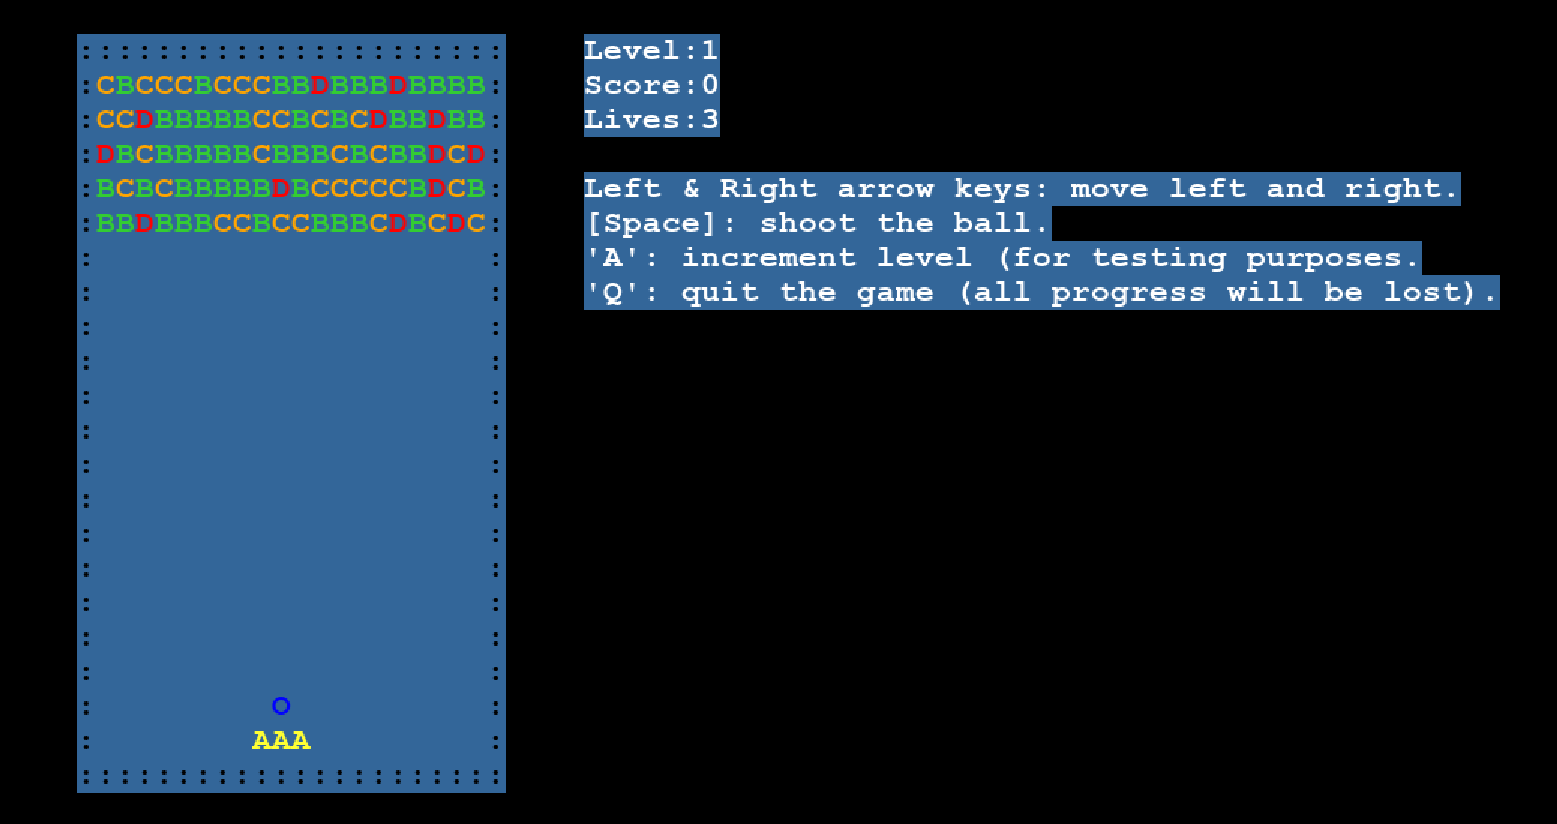 ::::::::::::::::::::::
:CBCCCBCCCBBDBBBDBBBB: Level:1
:CCDBBBBBCCBCBCDBBDBB: Score:0
:DBCBBBBBCBBBCBCBBDCD: Lives:3
:BCBCBBBBBDBCCCCCBDCB: Left & Right arrow keys: move left and right.
:BBDBBBCCBCCBBBCDBCDC: [Space]: shoot the ball.
: : 'A': increment level (for testing purposes.
: : 'Q': quit the game (all progress will be lost).
: :
: :
: :
: :
: :
: :
: :
: :
: :
: :
: :
: O :
: AAA :
::::::::::::::::::::::